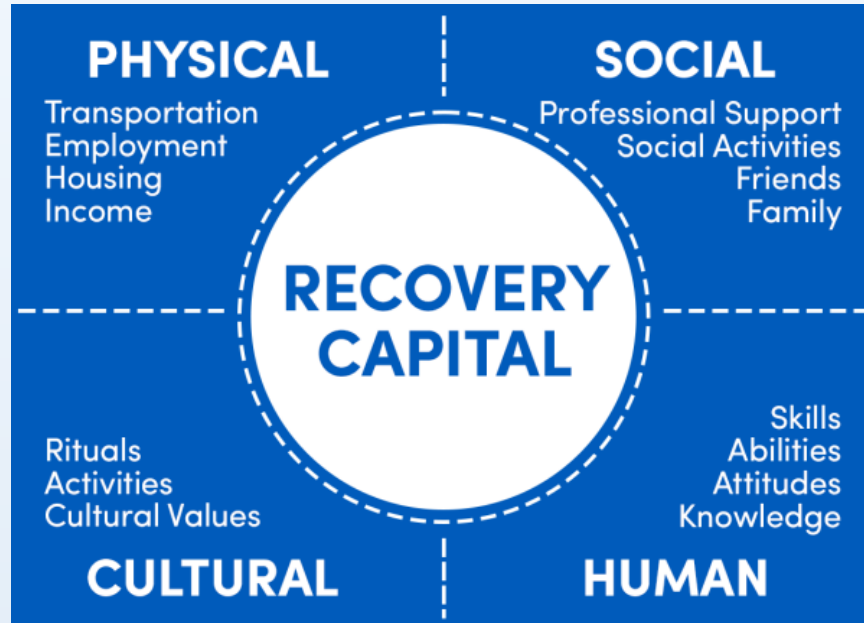 PHYSICAL
Transportation
Employment
Housing
Income
SOCIAL
Professional Support
Social Activities
Friends
Family
RECOVERY
CAPITAL
Rituals
Activities
Cultural Values
CULTURAL
Skills
Abilities
Attitudes
Knowledge
HUMAN